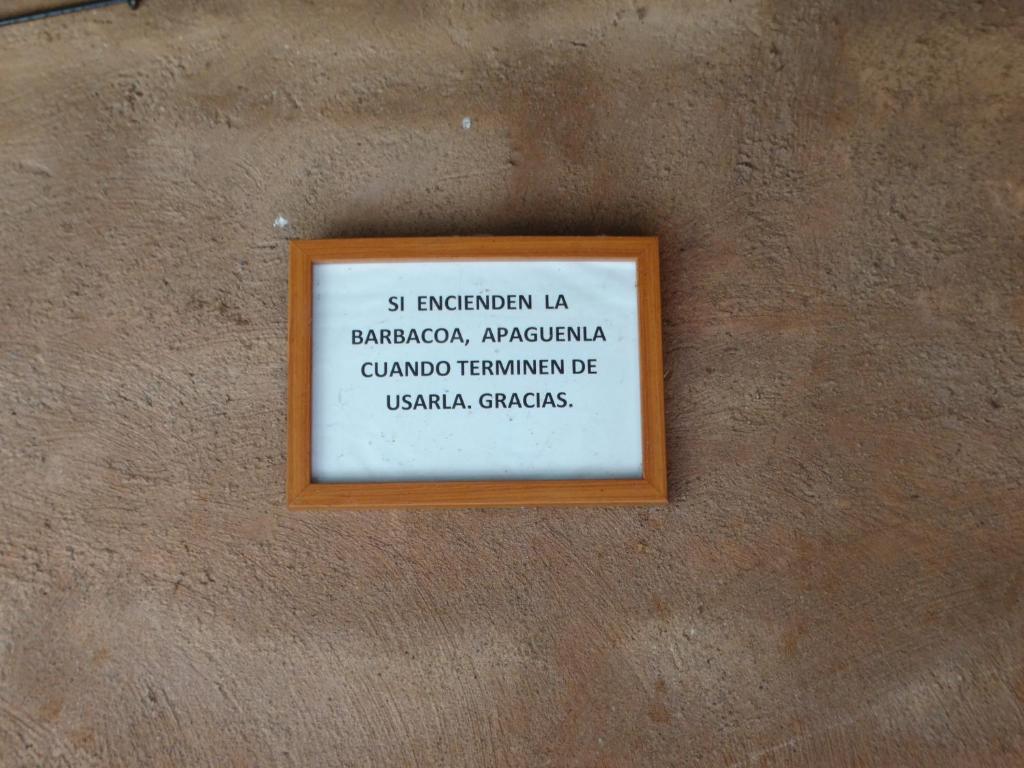 SI ENCIENDEN LA
BARBACOA, APAGUENLA
CUANDO TERMINEN DE
USARLA. GRACIAS.